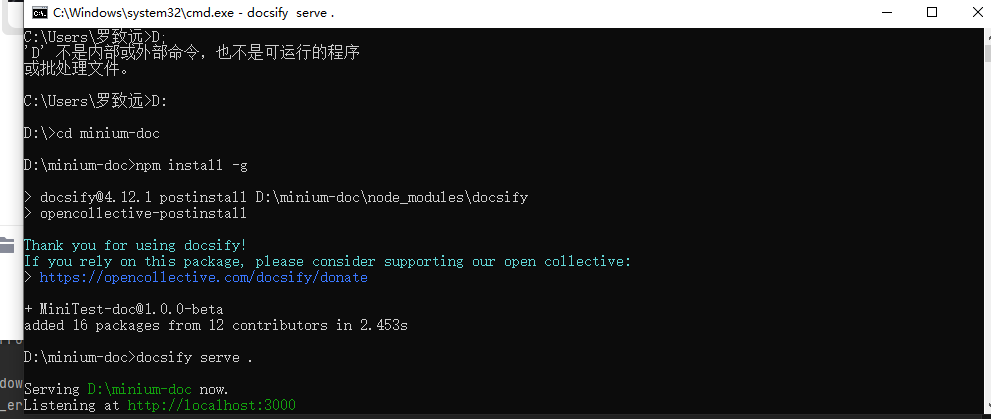 C:\Windows\system32\cmd.exe - docsify  serve .
C:\Users\罗致远>D;
'D' 不是内部或外部命令，也不是可运行的程序
或批处理文件。
C:\Users\罗致远>D:
D:\>cd minium-doc
D:\minium-doc>npm install -g
> docsify@4.12.1 postinstall D:\minium-doc\node_modules\docsify
> opencollective-postinstall
Thank you for using docsify!
If you rely on this package, please consider supporting our open collective:
> https://opencollective.com/docsify/donate
+ MiniTest-doc@1.0.0-beta
added 16 packages from 12 contributors in 2.453s
D:\minium-doc>docsify serve .
Serving D:\minium-doc now.
Listening at http://localhost:3000
dow
_er